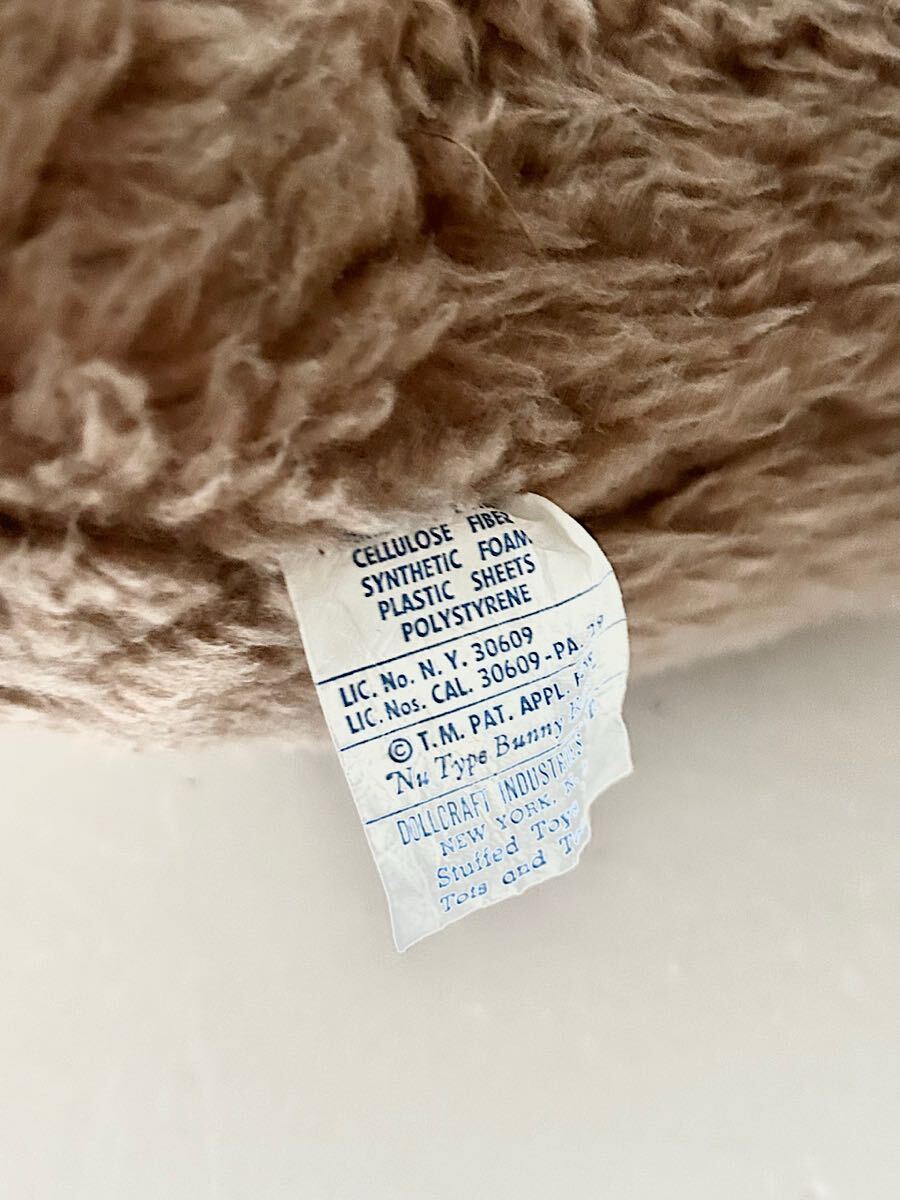 CELLULOSE FIBER
SYNTHETIC FOAM
PLASTIC SHEETS
POLYSTYRENE
LIC. No. N. Y. 30609
LIC. Nos. CAL. 30609-PA.
© T.M. PAT. APPL.
Nu Type Bunny
DOLLCRAFT INDUSTRIES
NEW YORK,
Stuffed Toys
Tots and